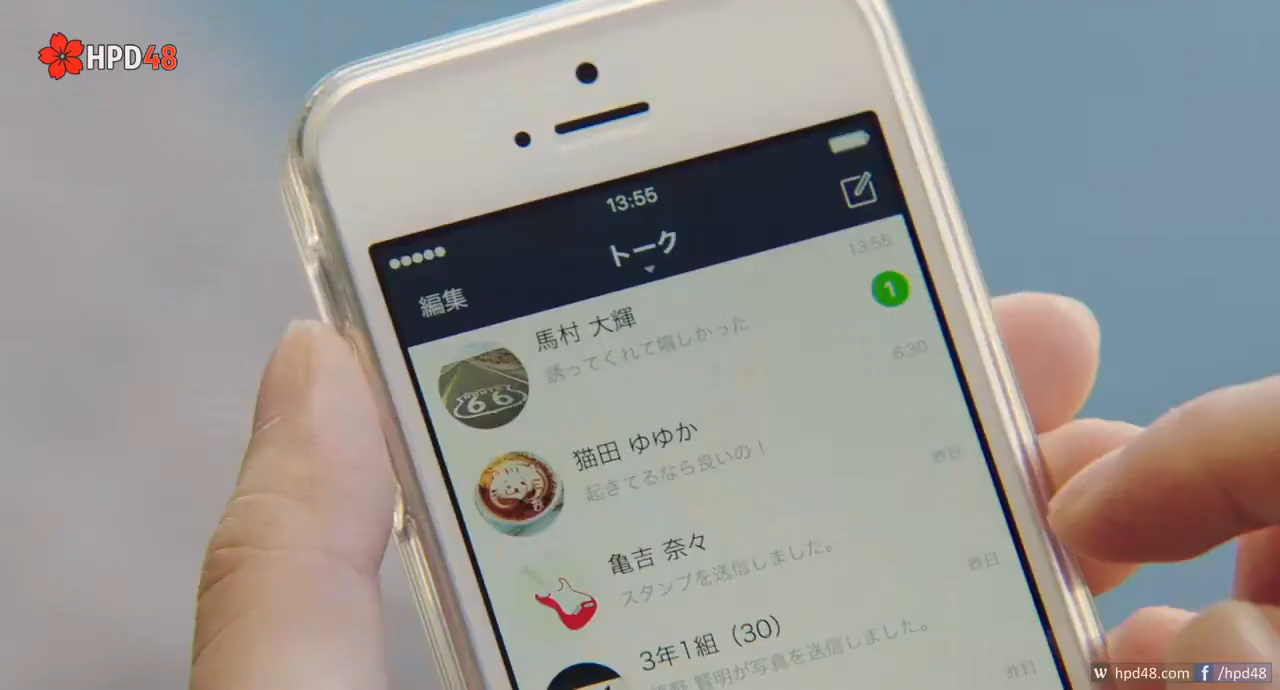 HPD48
13:55
トーク
編集
13:55
馬村 大輝
1
誘ってくれて嬉しかった
6:30
猫田 ゆゆか
起きてるなら良いの！
昨日
亀吉 奈々
スタンプを送信しました。
昨日
3年1組（30）
賢明が写真を送信しました。
昨日
66
hpd48.com
/hpd48